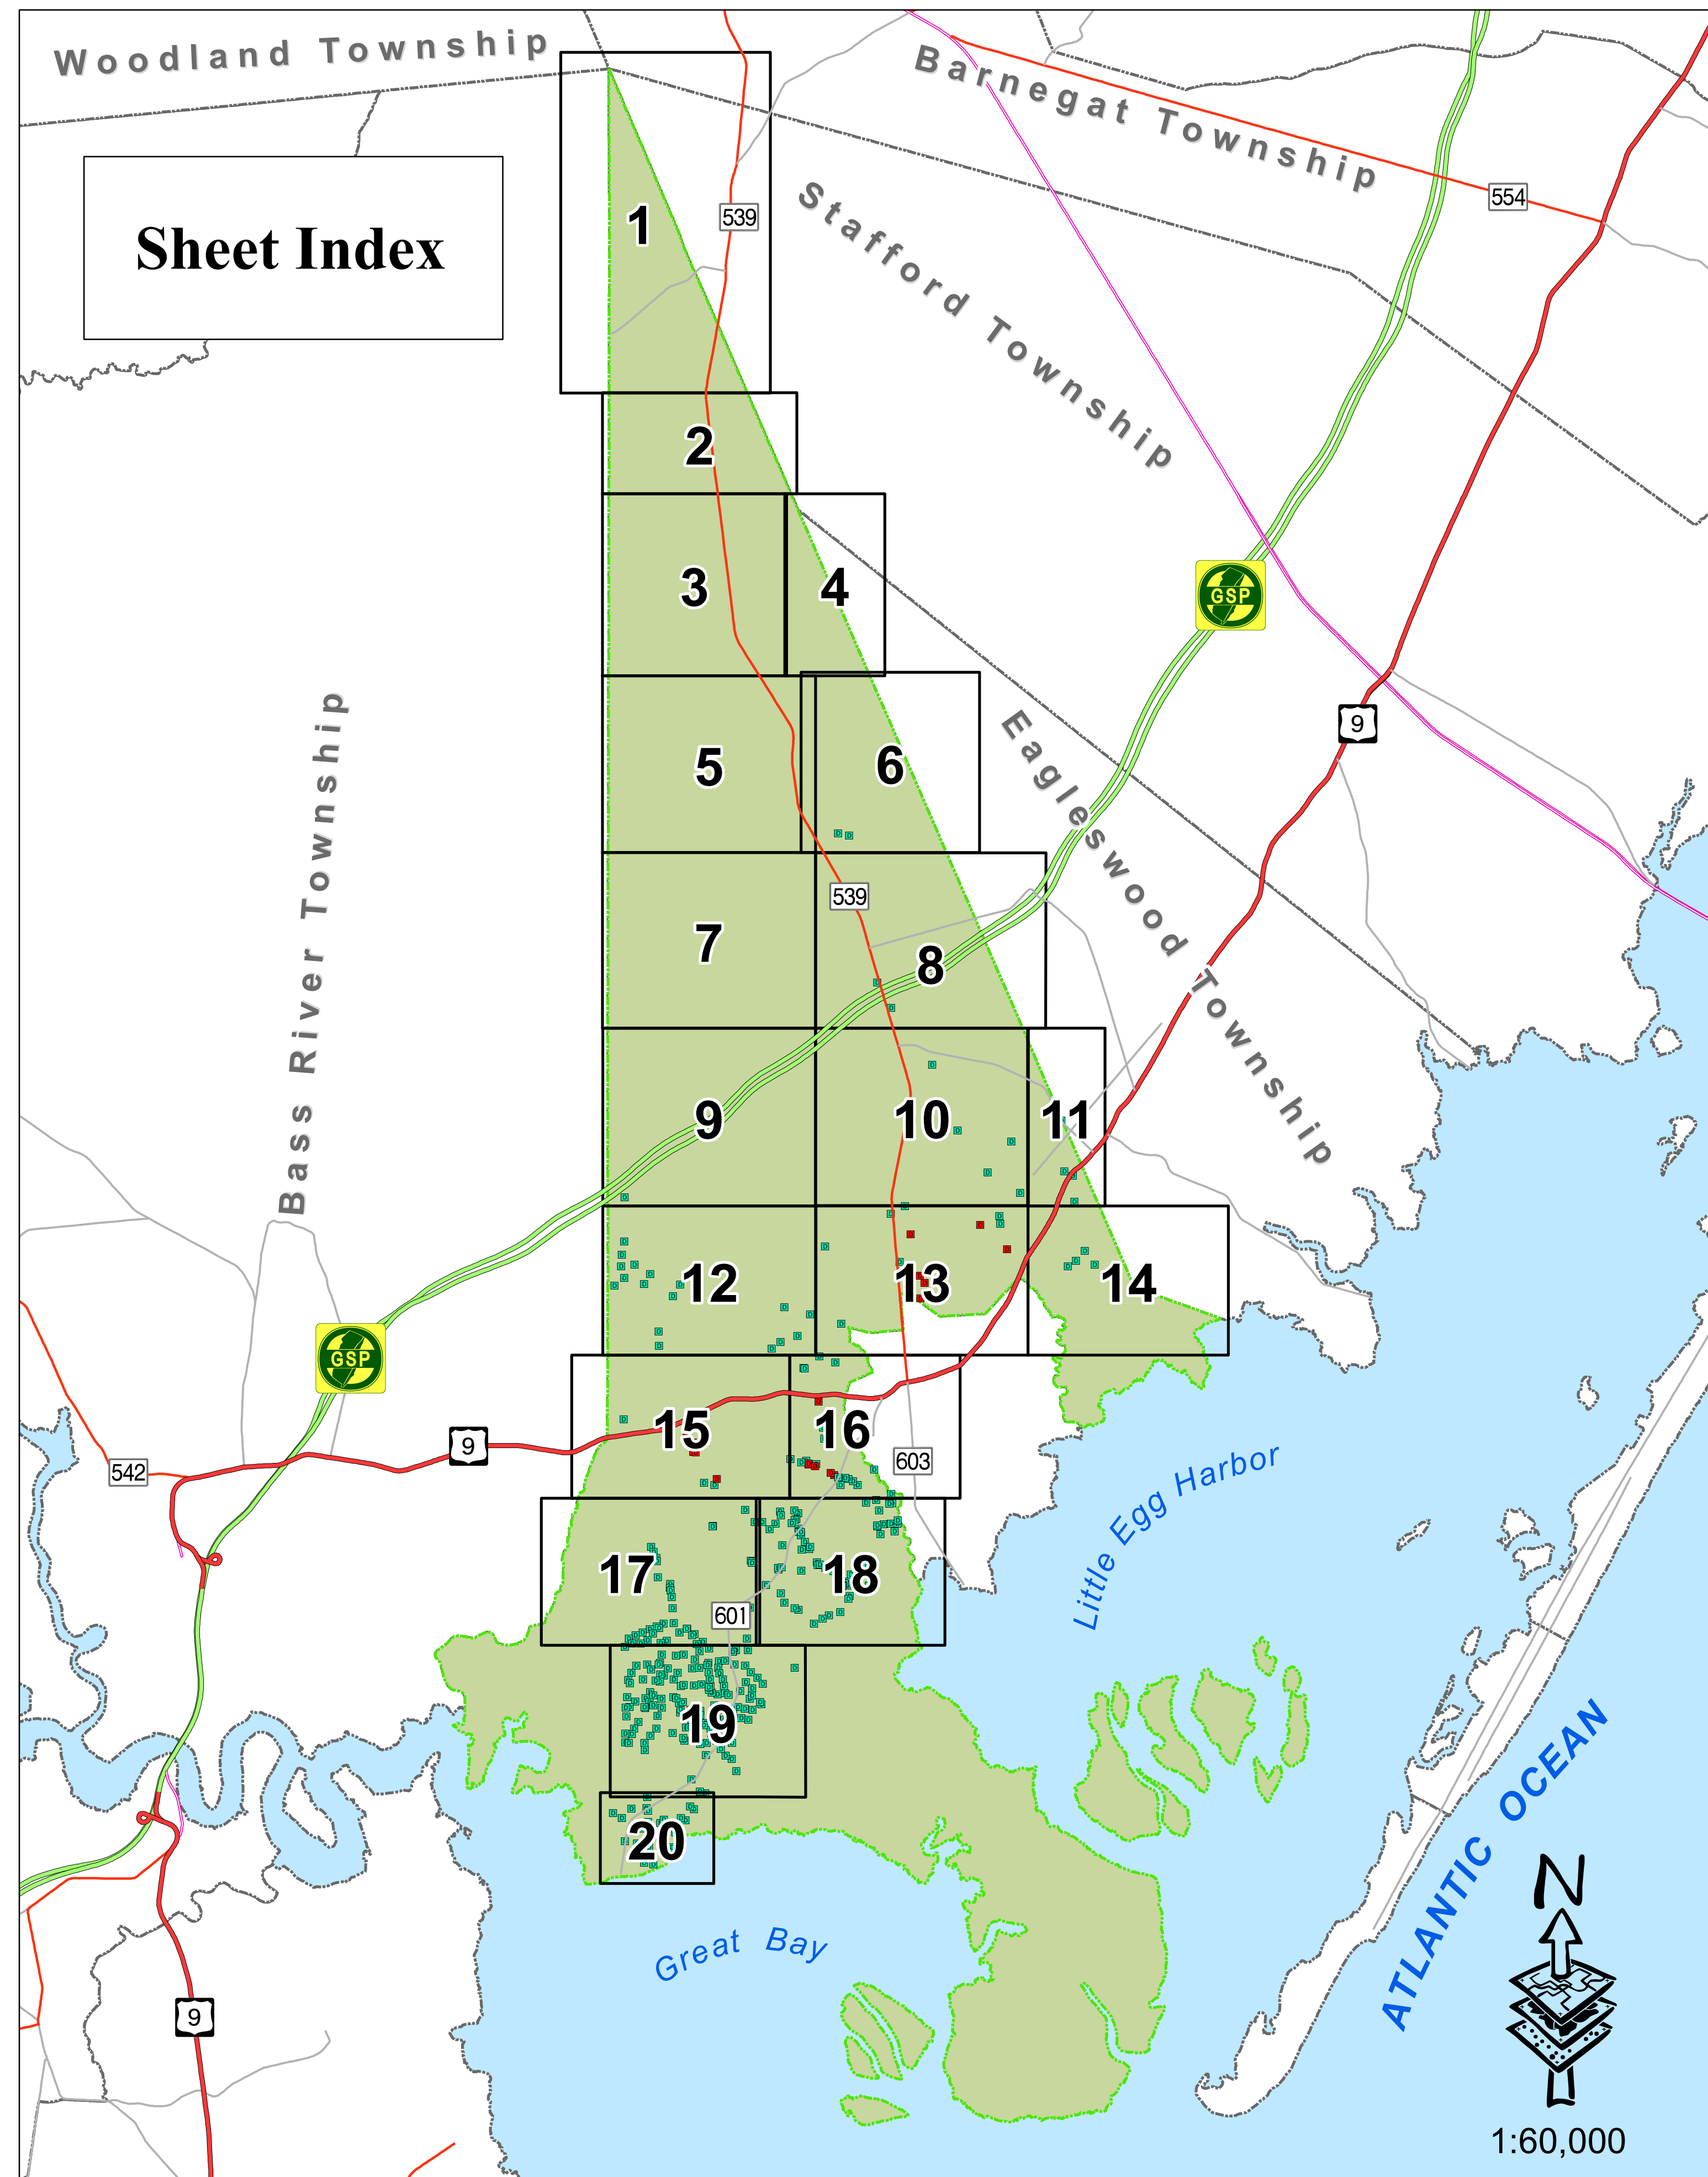 Woodland Township
Barnegat Township
Sheet Index
1
539
554
Stafford Township
2
3
4
GSP
9
Bass River Township
5
6
Eagleswood Township
539
7
8
9
10
11
12
13
14
GSP
9
542
15
16
603
Little Egg Harbor
17
18
601
19
20
ATLANTIC OCEAN
Great Bay
9
N
1:60,000